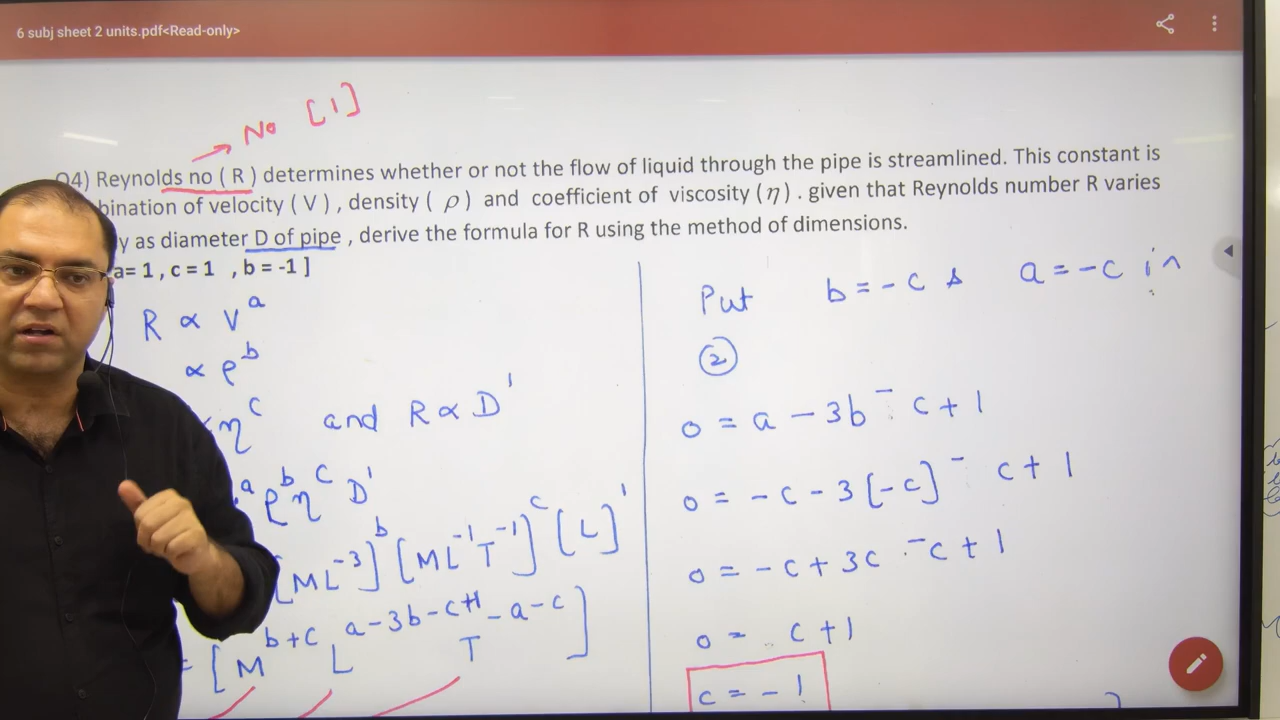 6 subj sheet 2 units.pdf<Read-only>
No [1]
Q4) Reynolds no ( R ) determines whether or not the flow of liquid through the pipe is streamlined. This constant is
bination of velocity ( V ) , density ( ρ ) and coefficient of viscosity ( η ) . given that Reynolds number R varies
y as diameter D of pipe , derive the formula for R using the method of dimensions.
a= 1 , c = 1 , b = -1 ]
R ∝ V^a
∝ ρ^b
∝ η^c and R ∝ D^1
^a ρ^b η^c D^1
[ML^-3]^b [ML^-1 T^-1]^c [L]^1
= [M^b+c L^a-3b-c+1 T^-a-c]
Put b = -c & a = -c in
②
0 = a - 3b - c + 1
0 = -c - 3[-c] - c + 1
0 = -c + 3c - c + 1
0 = c + 1
c = -1